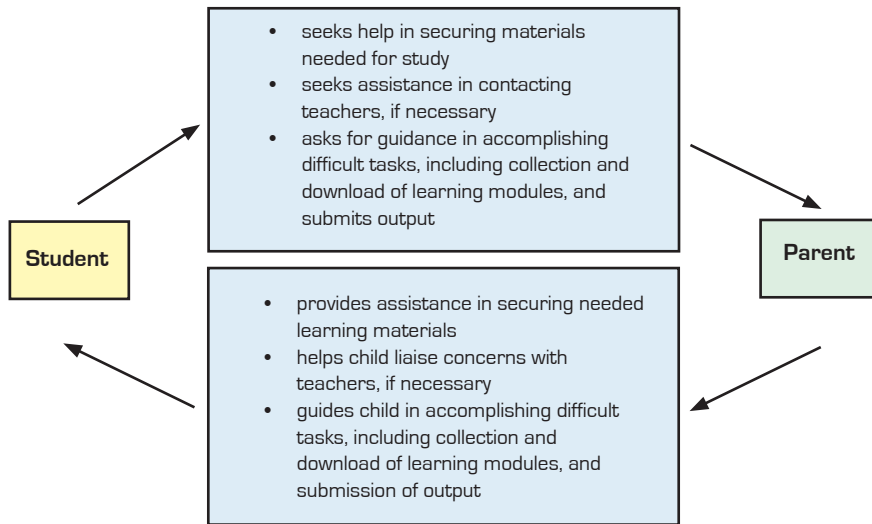 • seeks help in securing materials
needed for study
• seeks assistance in contacting
teachers, if necessary
• asks for guidance in accomplishing
difficult tasks, including collection and
download of learning modules, and
submits output
Student
Parent
• provides assistance in securing needed
learning materials
• helps child liaise concerns with
teachers, if necessary
• guides child in accomplishing difficult
tasks, including collection and
download of learning modules, and
submission of output